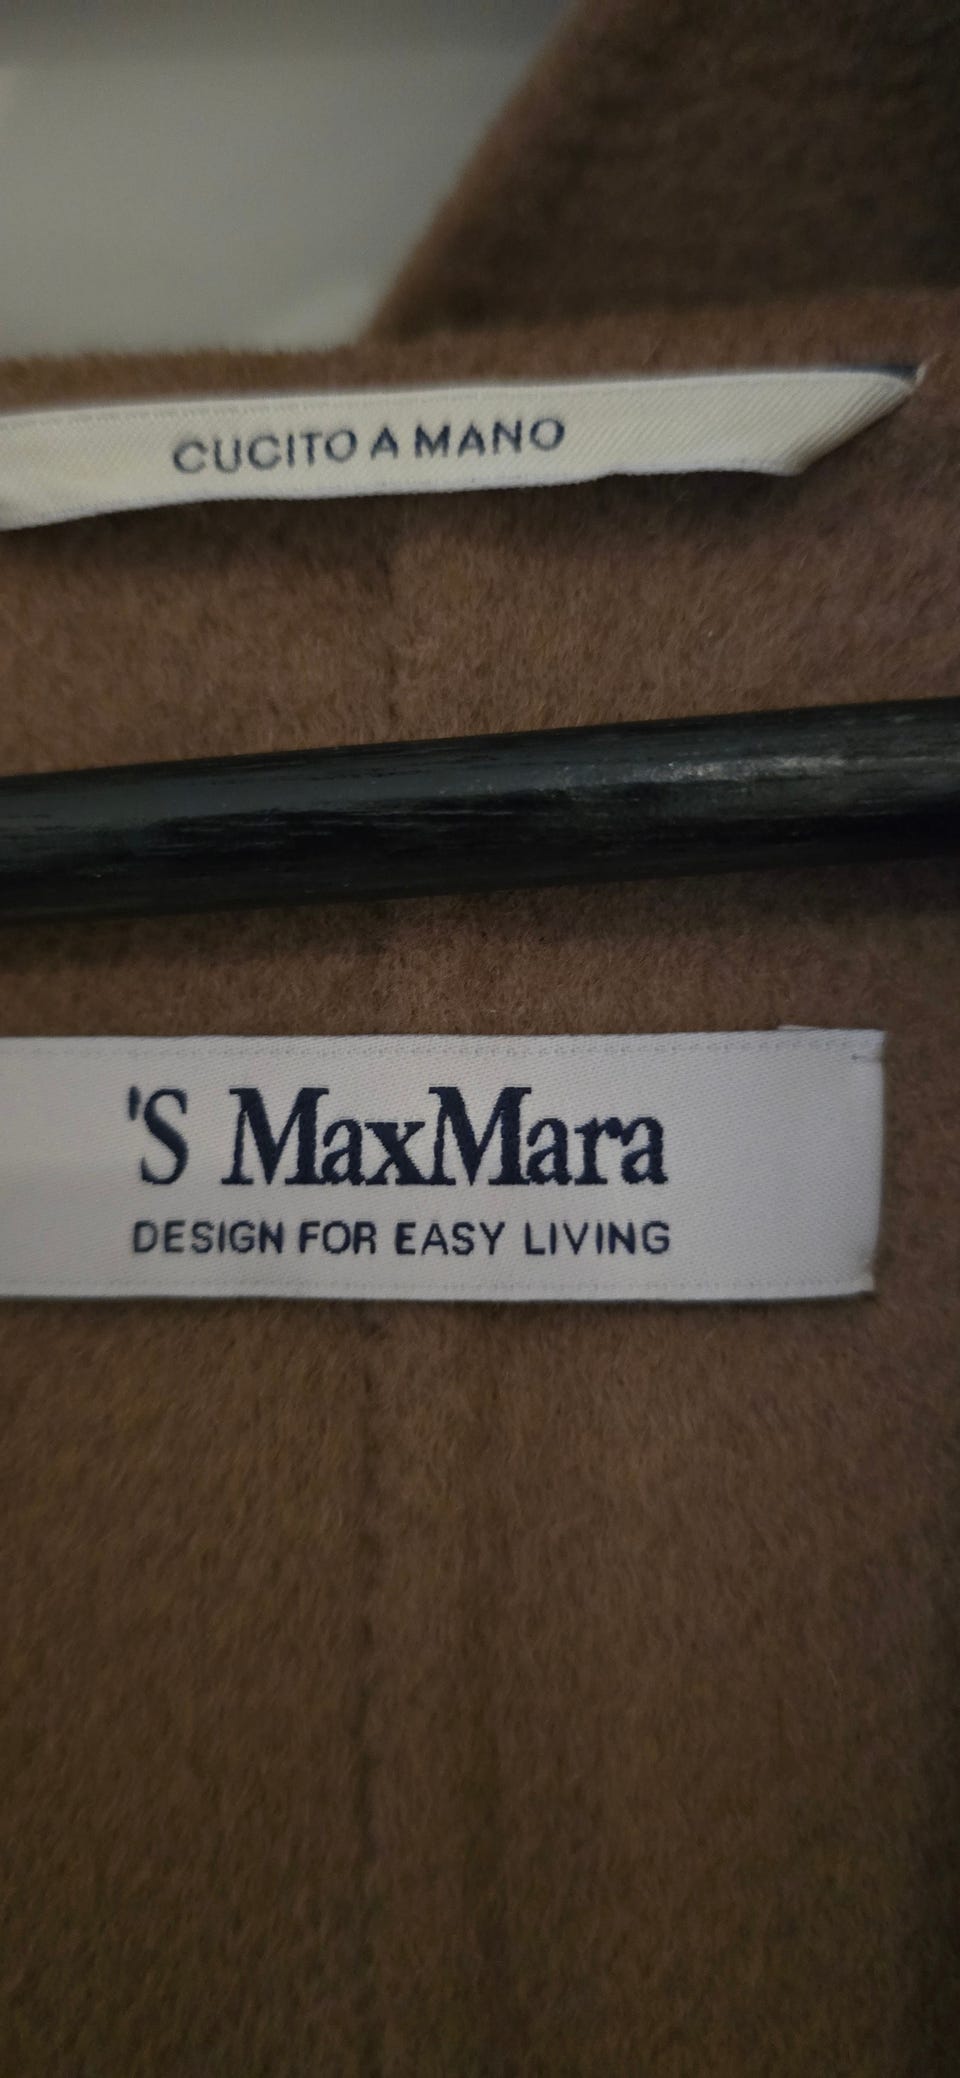 CUCITO A MANO
'S MaxMara
DESIGN FOR EASY LIVING